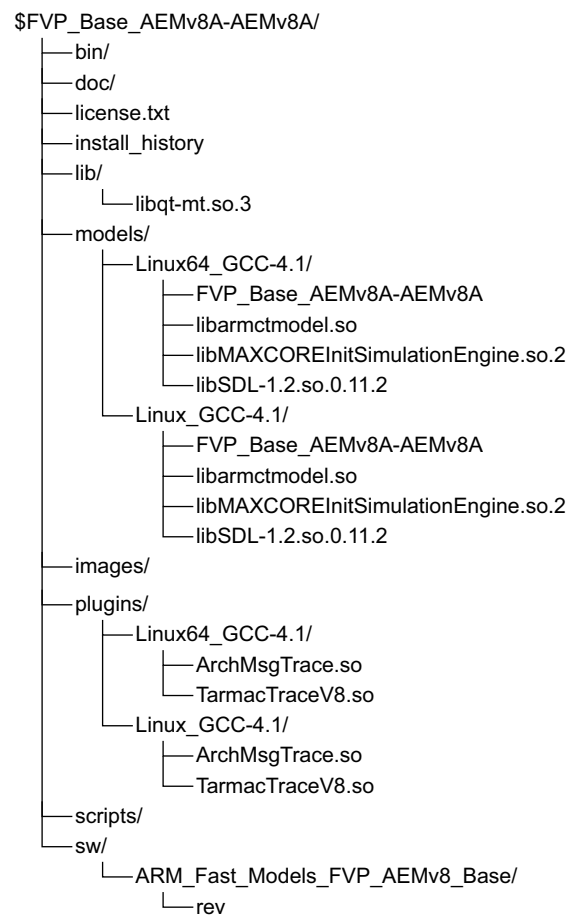 $FVP_Base_AEMv8A-AEMv8A/
bin/
doc/
license.txt
install_history
lib/
libqt-mt.so.3
models/
Linux64_GCC-4.1/
FVP_Base_AEMv8A-AEMv8A
libarmctmodel.so
libMAXCOREInitSimulationEngine.so.2
libSDL-1.2.so.0.11.2
Linux_GCC-4.1/
FVP_Base_AEMv8A-AEMv8A
libarmctmodel.so
libMAXCOREInitSimulationEngine.so.2
libSDL-1.2.so.0.11.2
images/
plugins/
Linux64_GCC-4.1/
ArchMsgTrace.so
TarmacTraceV8.so
Linux_GCC-4.1/
ArchMsgTrace.so
TarmacTraceV8.so
scripts/
sw/
ARM_Fast_Models_FVP_AEMv8_Base/
rev